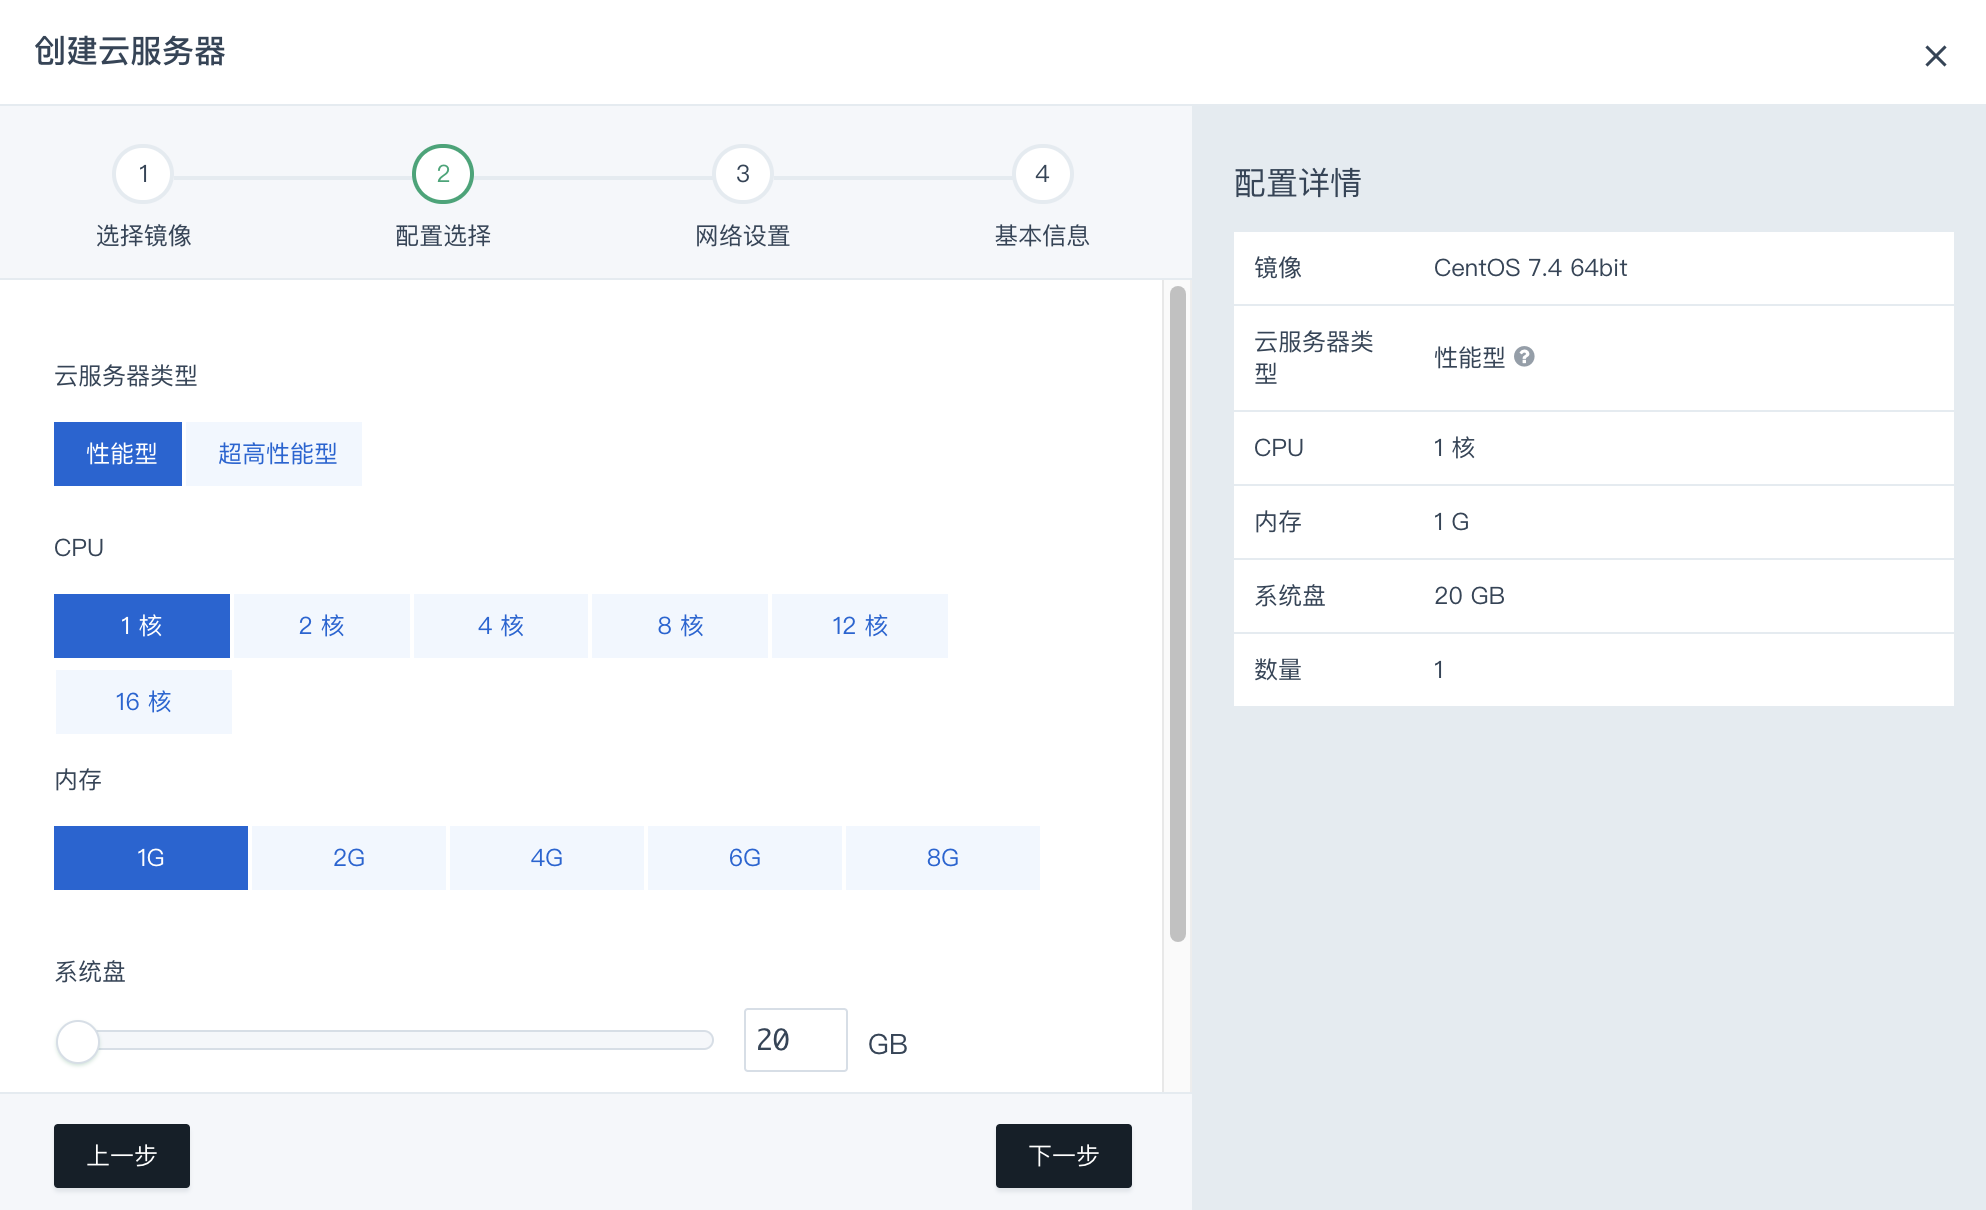 创建云服务器
1
2
3
4
选择镜像
配置选择
网络设置
基本信息
云服务器类型
性能型
超高性能型
CPU
1 核
2 核
4 核
8 核
12 核
16 核
内存
1G
2G
4G
6G
8G
系统盘
20 GB
上一步
下一步
配置详情
镜像 CentOS 7.4 64bit
云服务器类
型
性能型 ?
CPU 1 核
内存 1 G
系统盘 20 GB
数量 1